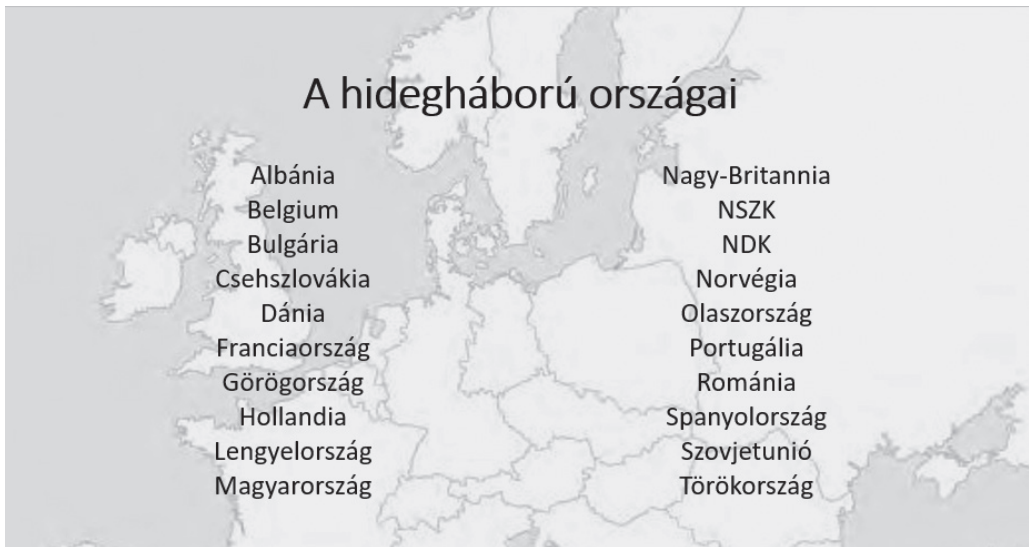 A hidegháború országai
Albánia
Belgium
Bulgária
Csehszlovákia
Dánia
Franciaország
Görögország
Hollandia
Lengyelország
Magyarország
Nagy-Britannia
NSZK
NDK
Norvégia
Olaszország
Portugália
Románia
Spanyolország
Szovjetunió
Törökország